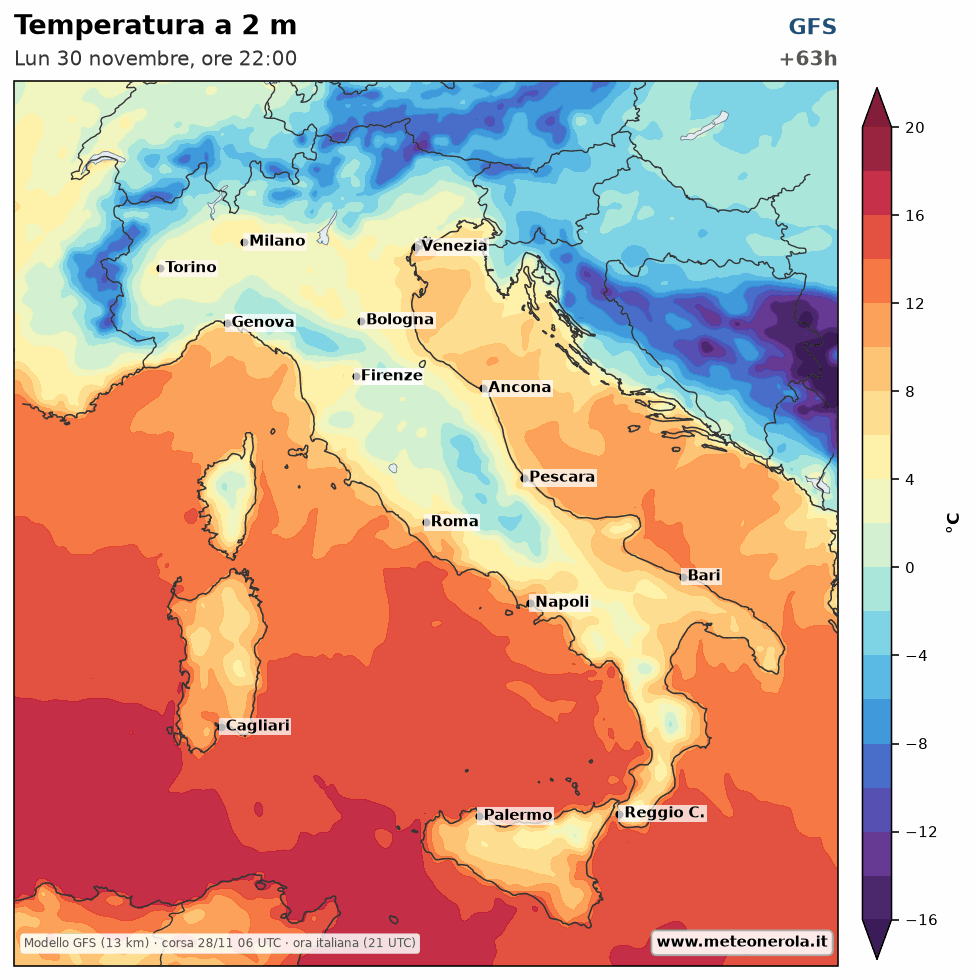 Temperatura a 2 m
GFS
Lun 30 novembre, ore 22:00
+63h
Milano
Venezia
Torino
Genova
Bologna
Firenze
Ancona
Pescara
Roma
Bari
Napoli
Cagliari
Palermo
Reggio C.
20
16
12
8
4
0
−4
−8
−12
−16
°C
Modello GFS (13 km) · corsa 28/11 06 UTC · ora italiana (21 UTC)
www.meteonerola.it